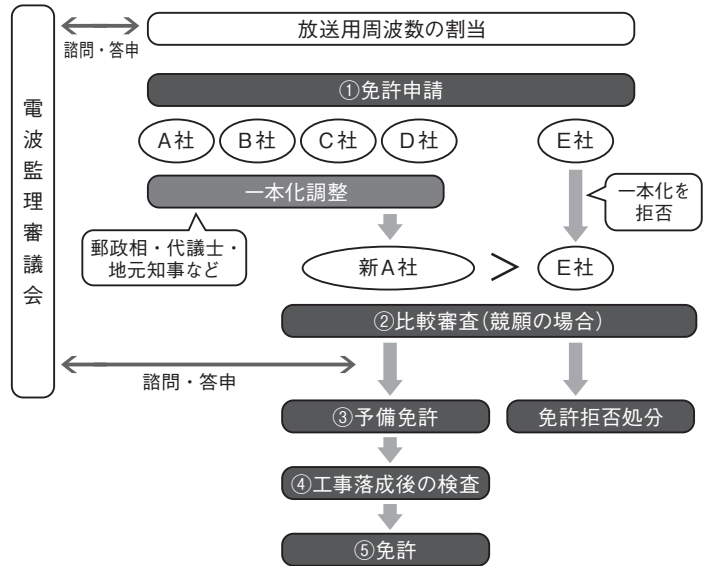 電波監理審議会
放送用周波数の割当
諮問・答申
①免許申請
A社
B社
C社
D社
E社
一本化調整
一本化を
拒否
郵政相・代議士・
地元知事など
新A社
>
E社
②比較審査(競願の場合)
諮問・答申
③予備免許
免許拒否処分
④工事落成後の検査
⑤免許